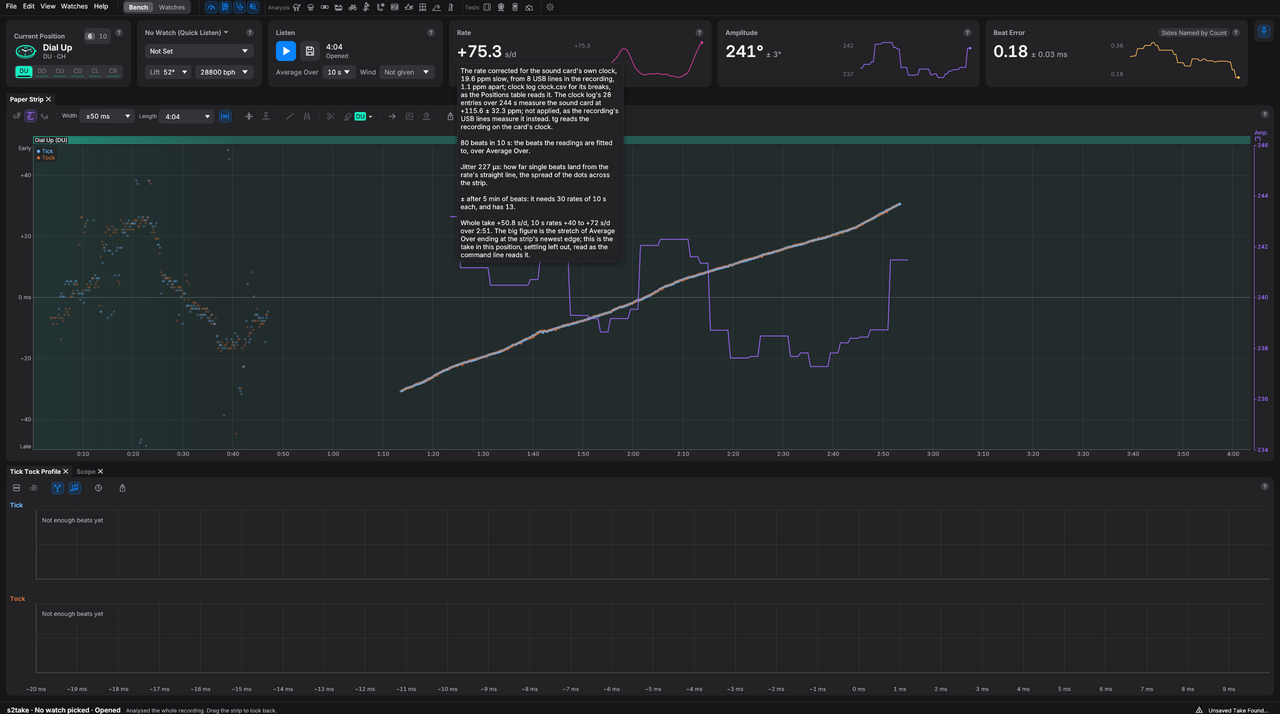 File Edit View Watches Help
Bench Watches
Analysis
Tests
Current Position
6 10
?
Dial Up
DU · CH
DU DD CU CD CL CR
No Watch (Quick Listen)
?
Not Set
Lift 52°
28800 bph
Listen
?
4:04
Opened
Average Over 10 s
Wind Not given
Rate
?
+75.3 s/d
+75.3
Amplitude
?
241° ± 3°
242
237
Beat Error
Sides Named by Count
?
0.18 ± 0.03 ms
0.38
0.18
The rate corrected for the sound card's own clock,
19.6 ppm slow, from 8 USB lines in the recording,
1.1 ppm apart; clock log clock.csv for its breaks,
as the Positions table reads it. The clock log's 28
entries over 244 s measure the sound card at
+115.6 ± 32.3 ppm; not applied, as the recording's
USB lines measure it instead. tg reads the
recording on the card's clock.
80 beats in 10 s: the beats the readings are fitted
to, over Average Over.
Jitter 227 µs: how far single beats land from the
rate's straight line, the spread of the dots across
the strip.
± after 5 min of beats: it needs 30 rates of 10 s
each, and has 13.
Whole take +50.8 s/d, 10 s rates +40 to +72 s/d
over 2:51. The big figure is the stretch of Average
Over ending at the strip's newest edge; this is the
take in this position, settling left out, read as the
command line reads it.
Paper Strip
Width ±50 ms
Length 4:04
DU
?
Dial Up (DU)
Tick
Tock
Early
+40
+20
0 ms
−20
−40
Late
Amp.
(°)
246
244
242
240
238
236
234
0:10 0:20 0:30 0:40 0:50 1:00 1:10 1:20 1:30 1:40 1:50 2:00 2:10 2:20 2:30 2:40 2:50 3:00 3:10 3:20 3:30 3:40 3:50 4:00
Tick Tock Profile
Scope
?
Tick
Not enough beats yet
Tock
Not enough beats yet
−20 ms −19 ms −18 ms −17 ms −16 ms −15 ms −14 ms −13 ms −12 ms −11 ms −10 ms −9 ms −8 ms −7 ms −6 ms −5 ms −4 ms −3 ms −2 ms −1 ms 0 ms 1 ms 2 ms 3 ms 4 ms 5 ms 6 ms 7 ms 8 ms 9 ms
s2take · No watch picked · Opened
Analysed the whole recording. Drag the strip to look back.
Unsaved Take Found...